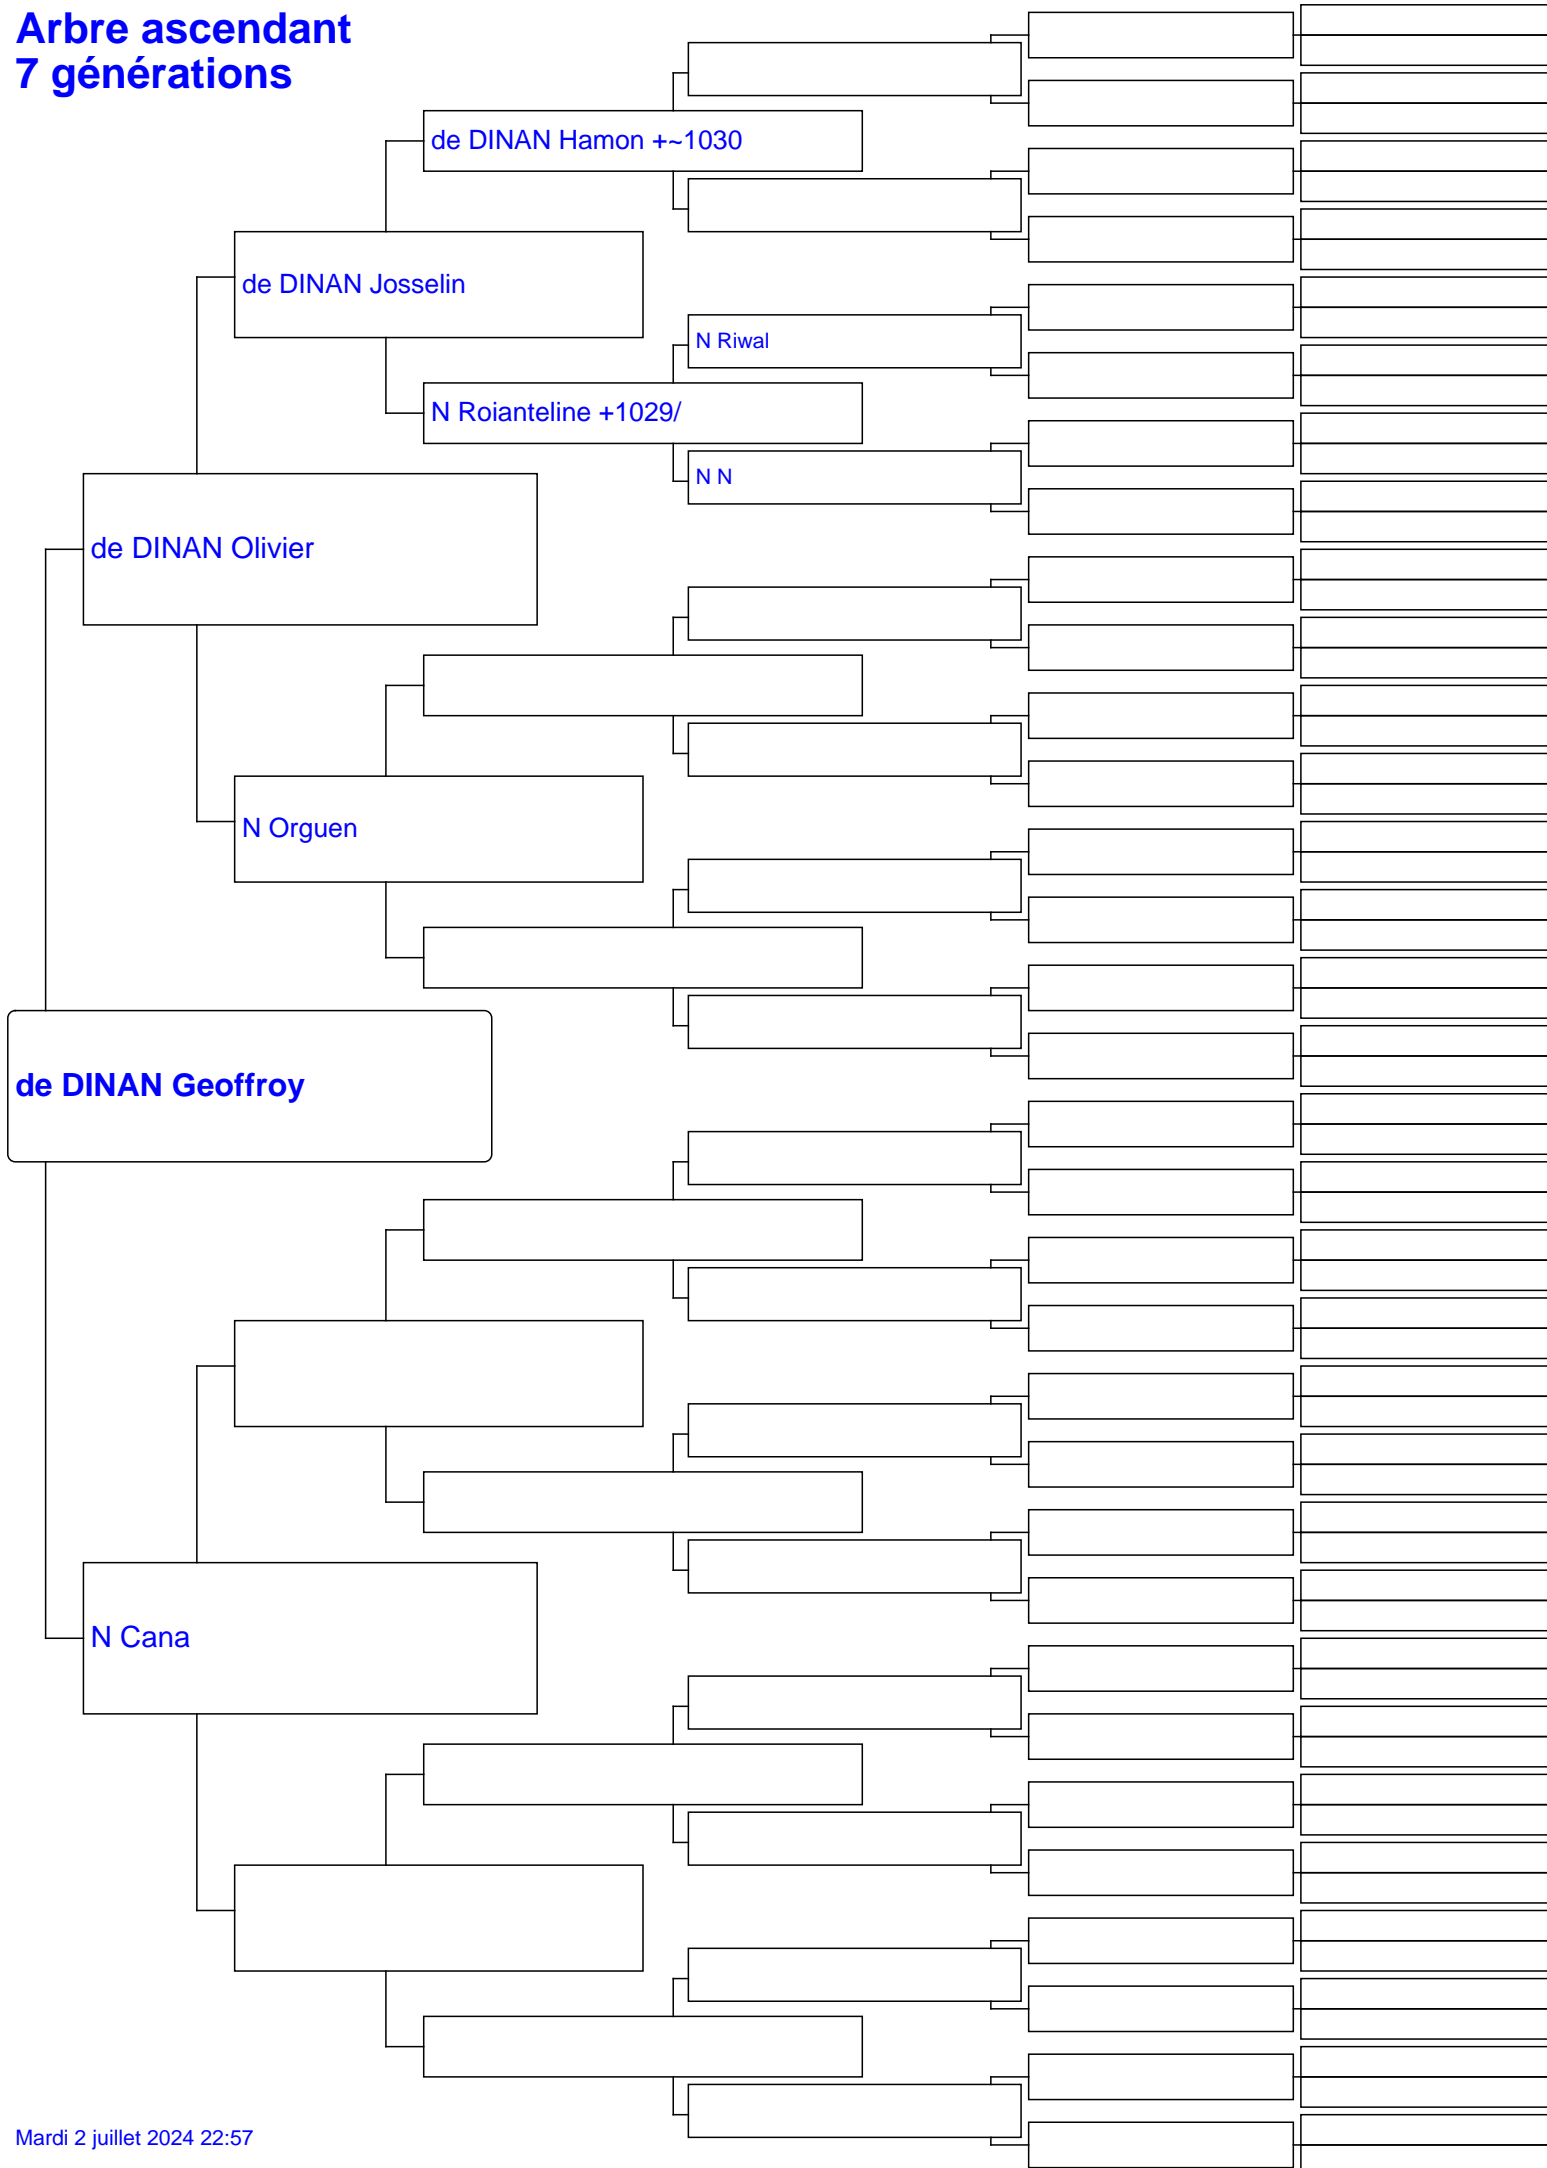 Arbre ascendant
7 générations
de DINAN Hamon +~1030
de DINAN Josselin
N Riwal
N Roianteline +1029/
N N
de DINAN Olivier
N Orguen
de DINAN Geoffroy
N Cana
Mardi 2 juillet 2024 22:57